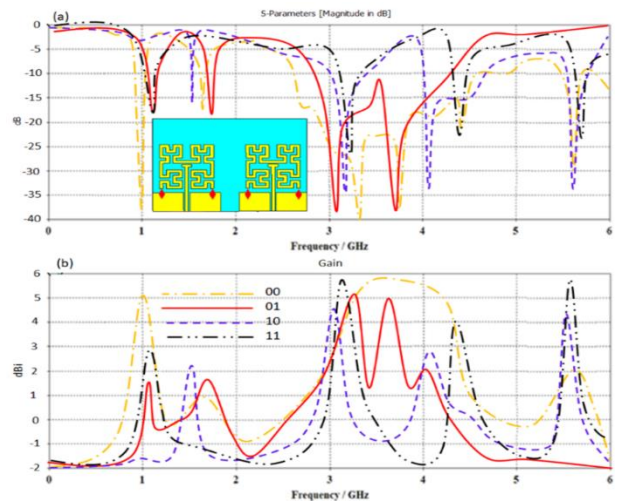 (a)
S-Parameters [Magnitude in dB]
5
0
-5
-10
-15
-20
-25
-30
-35
-40
dB
0 1 2 3 4 5 6
Frequency / GHz
(b)
Gain
00
01
10
11
6
5
4
3
2
1
0
-1
-2
dBi
0 1 2 3 4 5 6
Frequency / GHz